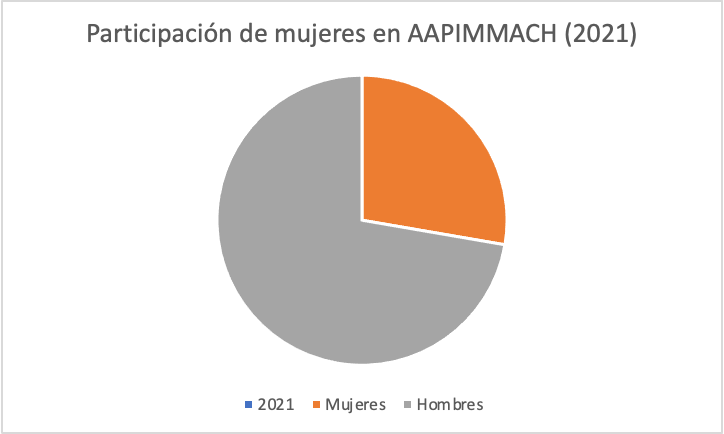 Participación de mujeres en AAPIMMACH (2021)
2021 Mujeres Hombres